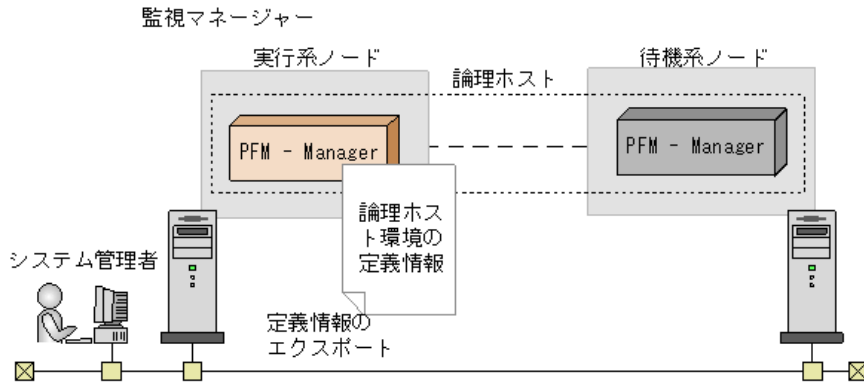 監視マネージャー
実行系ノード
待機系ノード
論理ホスト
PFM - Manager
PFM - Manager
論理ホス
ト環境の
定義情報
システム管理者
定義情報の
エクスポート